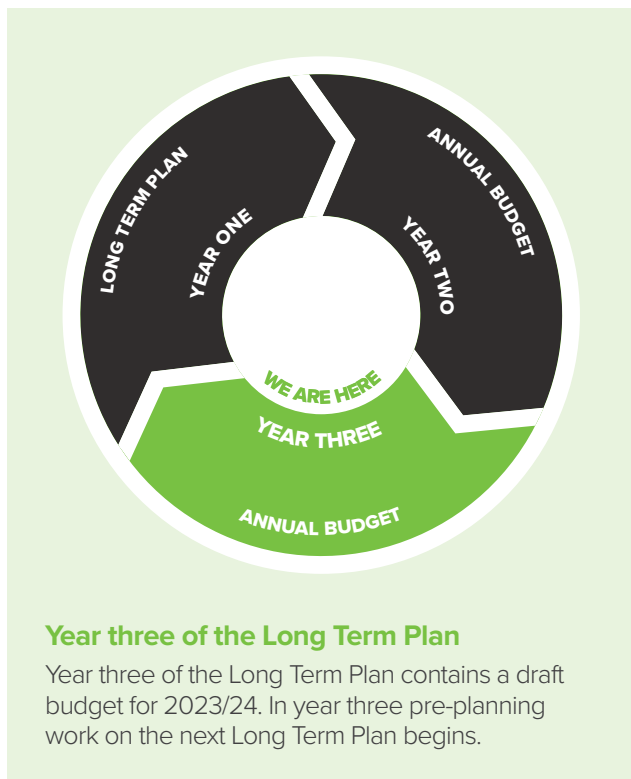 LONG TERM PLAN
YEAR ONE
ANNUAL BUDGET
YEAR TWO
WE ARE HERE
YEAR THREE
ANNUAL BUDGET
Year three of the Long Term Plan
Year three of the Long Term Plan contains a draft
budget for 2023/24. In year three pre-planning
work on the next Long Term Plan begins.